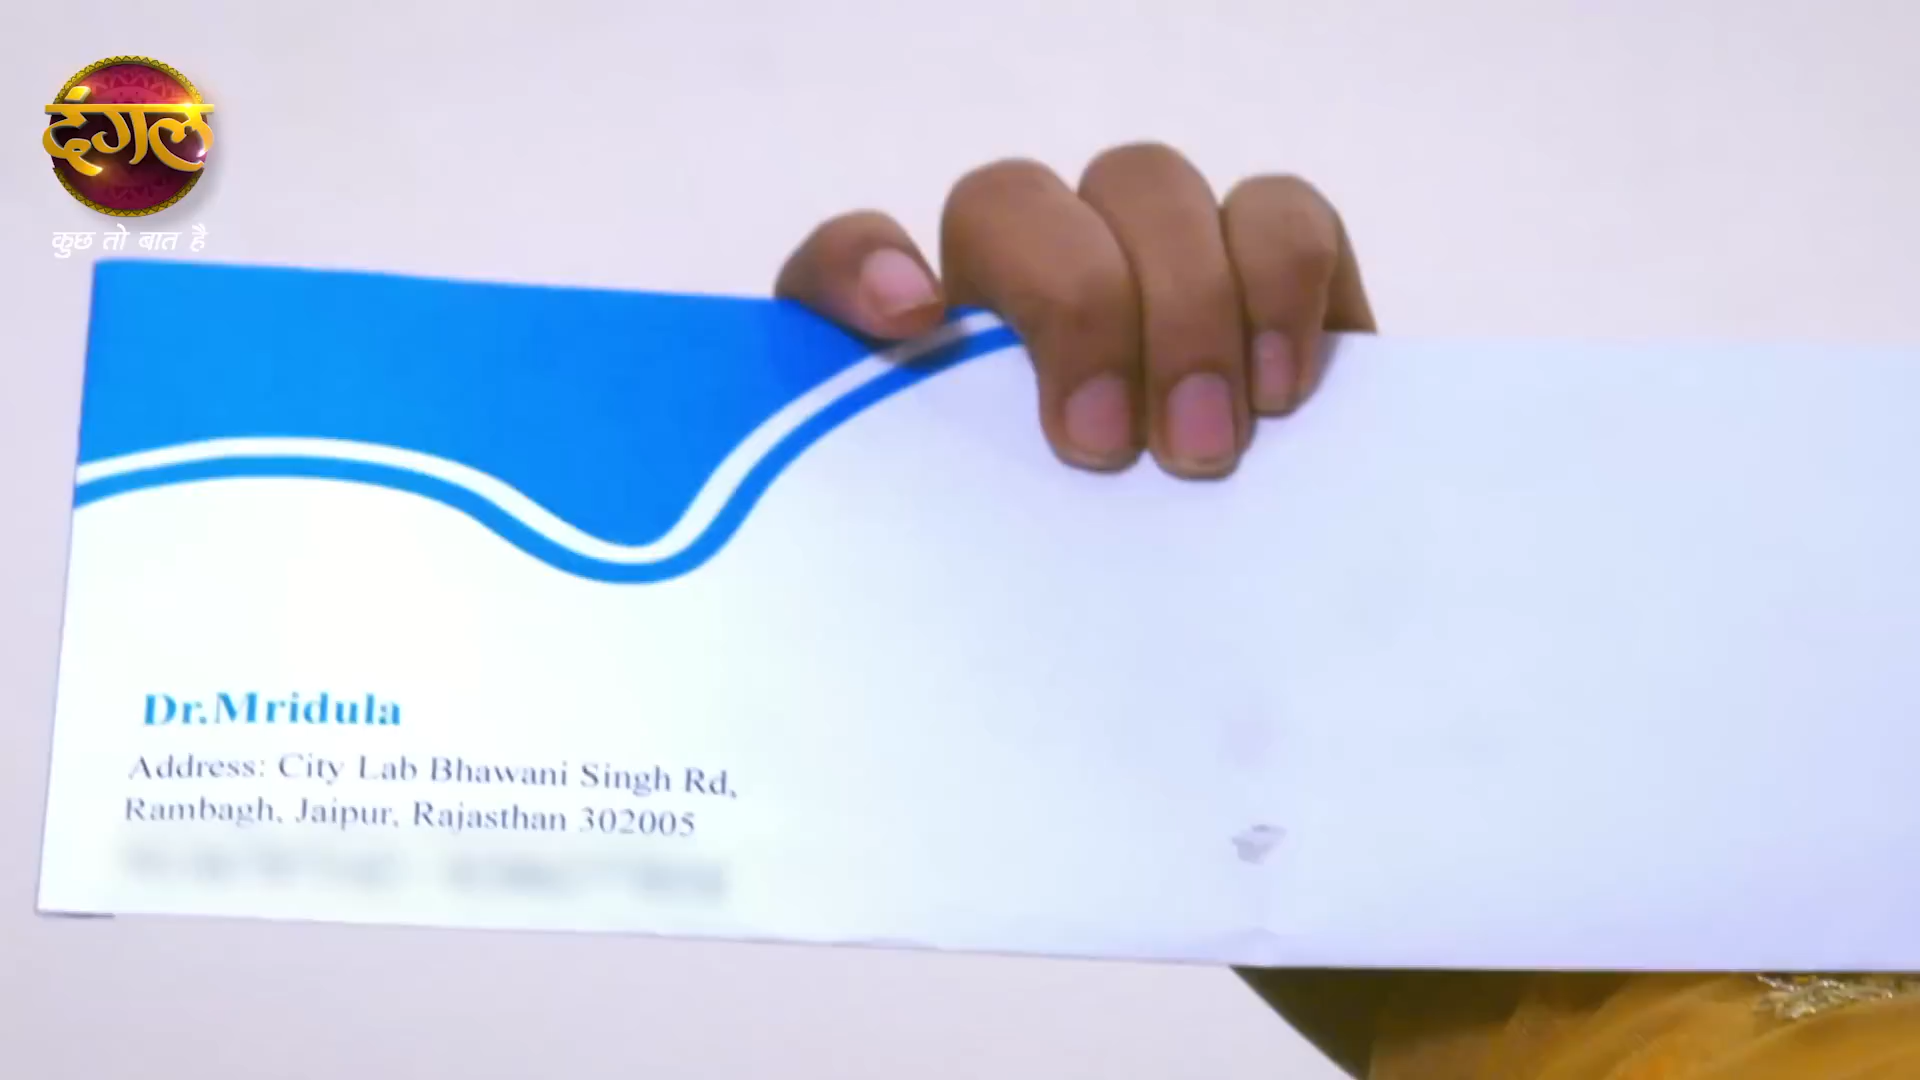 दंगल
कुछ तो बात है
Dr.Mridula
Address: City Lab Bhawani Singh Rd,
Rambagh, Jaipur, Rajasthan 302005